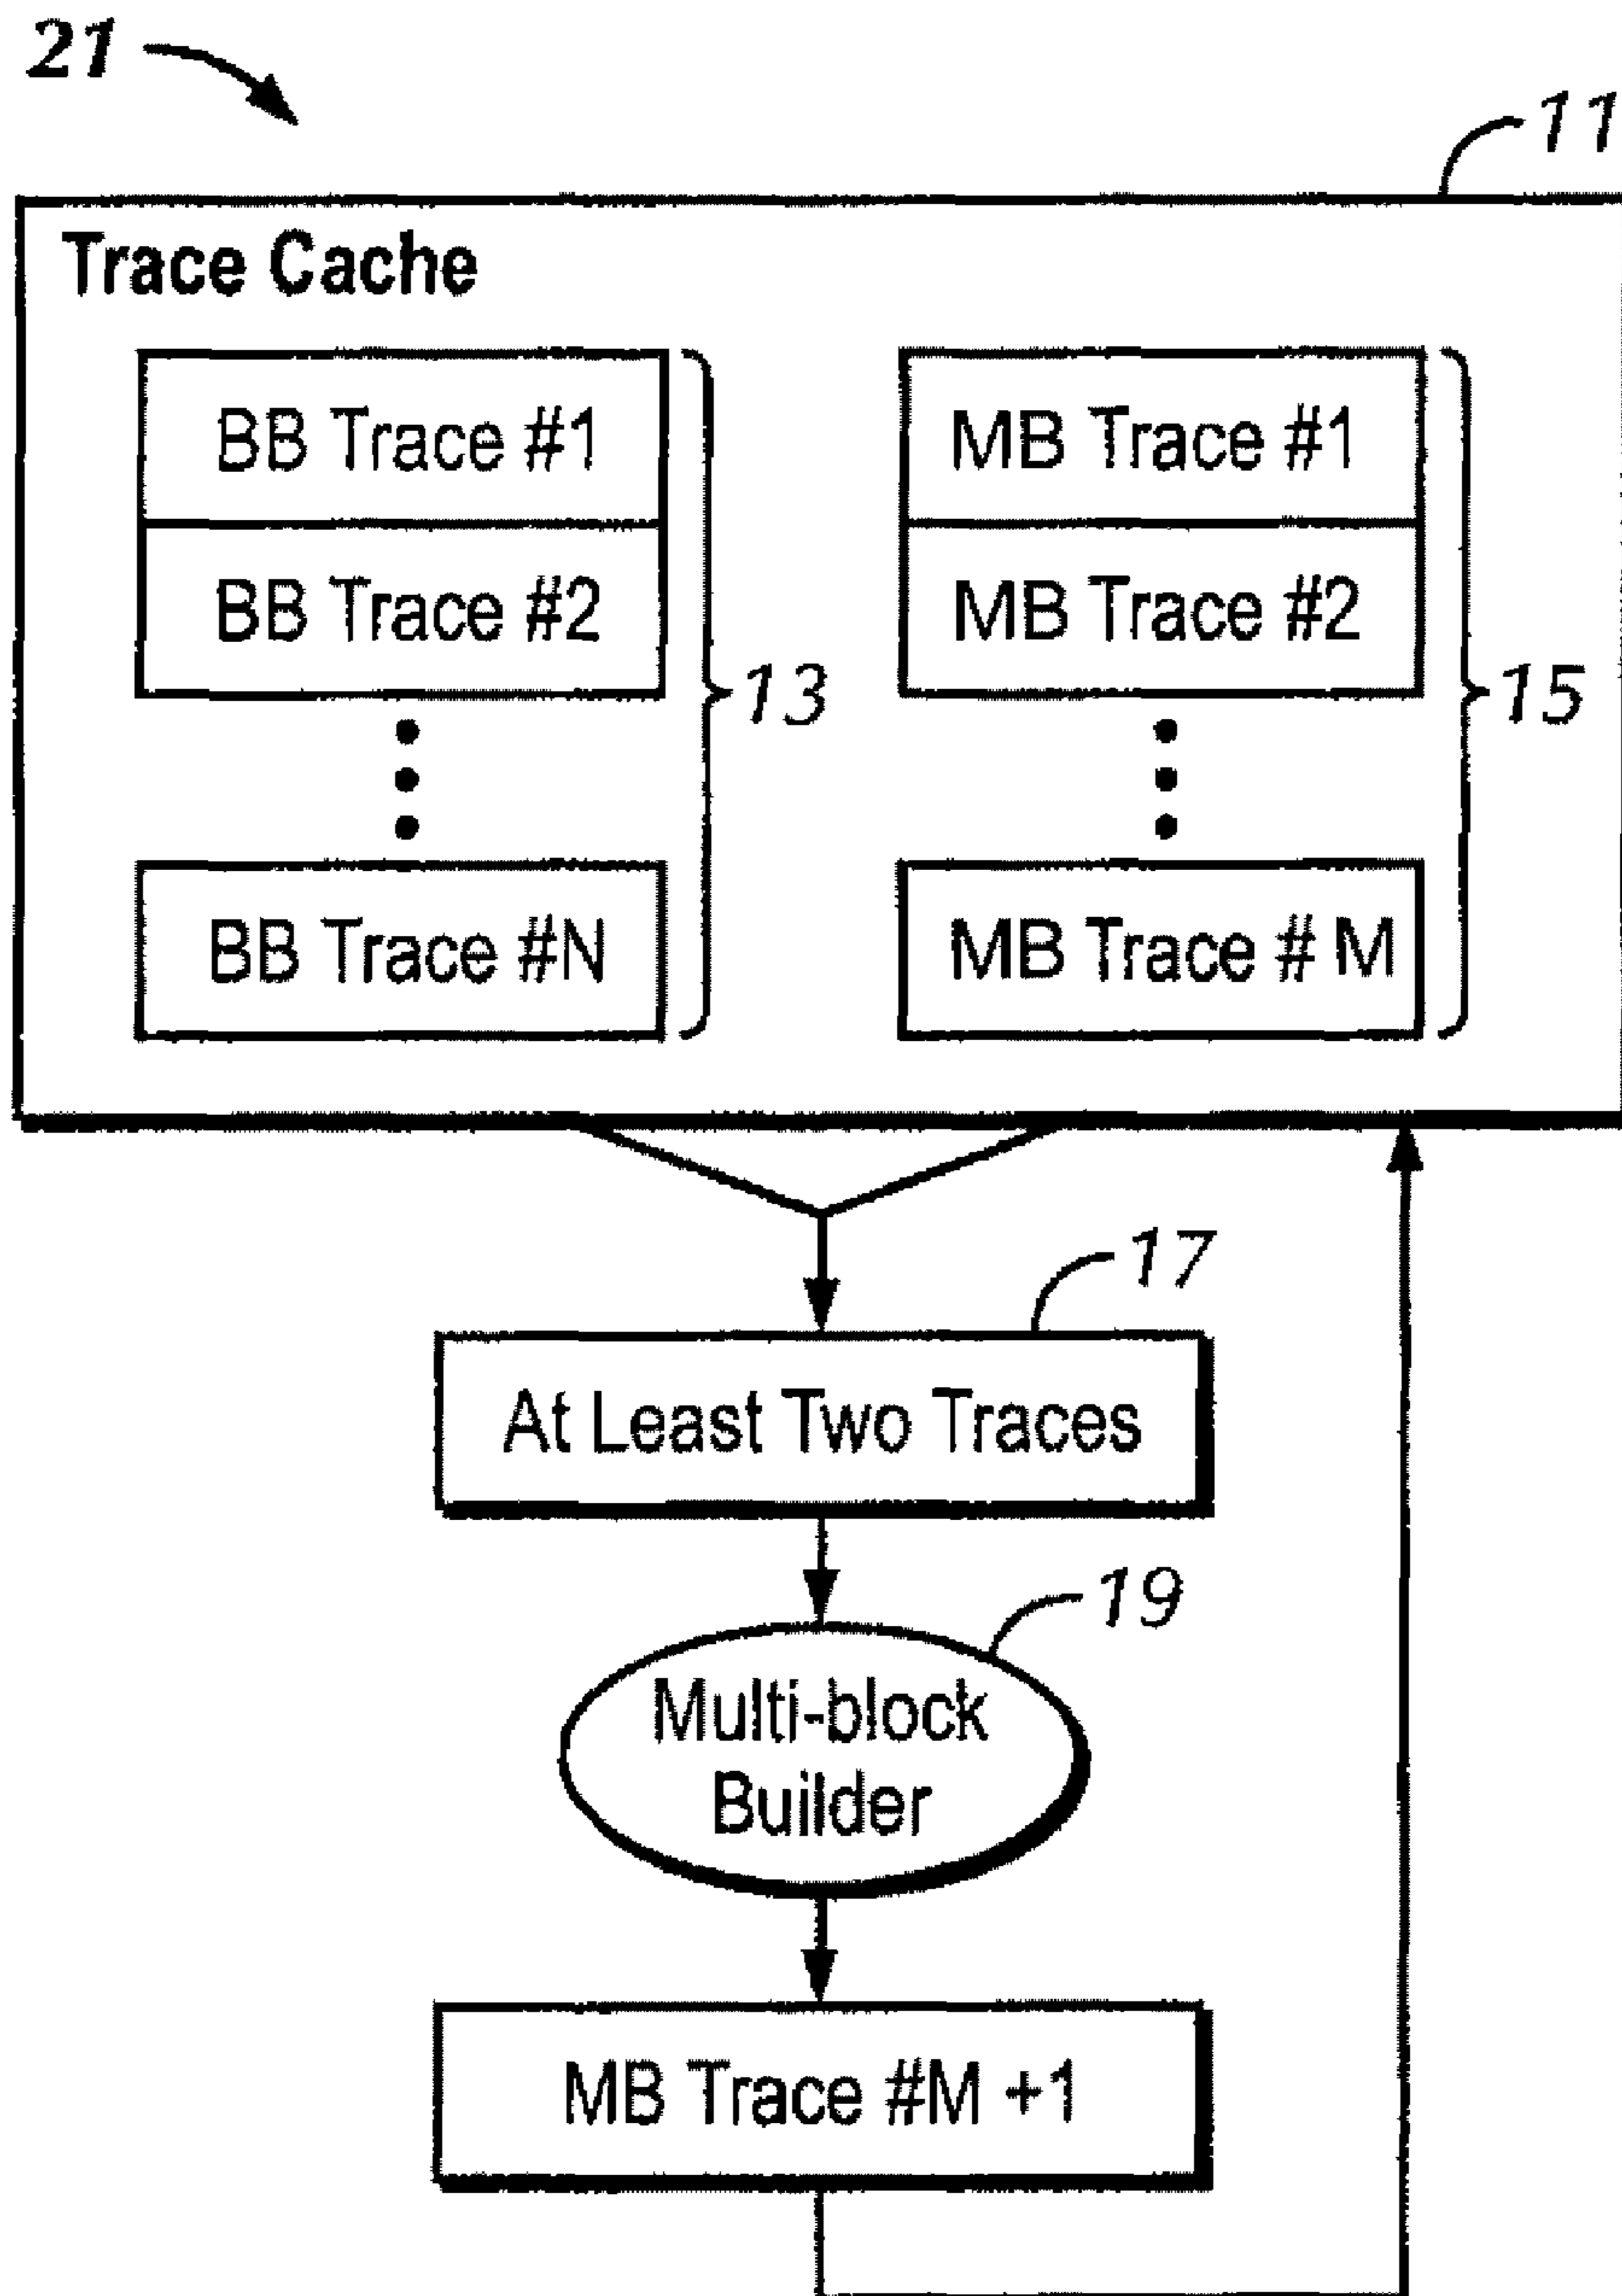 21
11
Trace Cache
BB Trace #1
MB Trace #1
BB Trace #2
MB Trace #2
13
15
BB Trace #N
MB Trace # M
17
At Least Two Traces
19
Multi-block
Builder
MB Trace #M +1